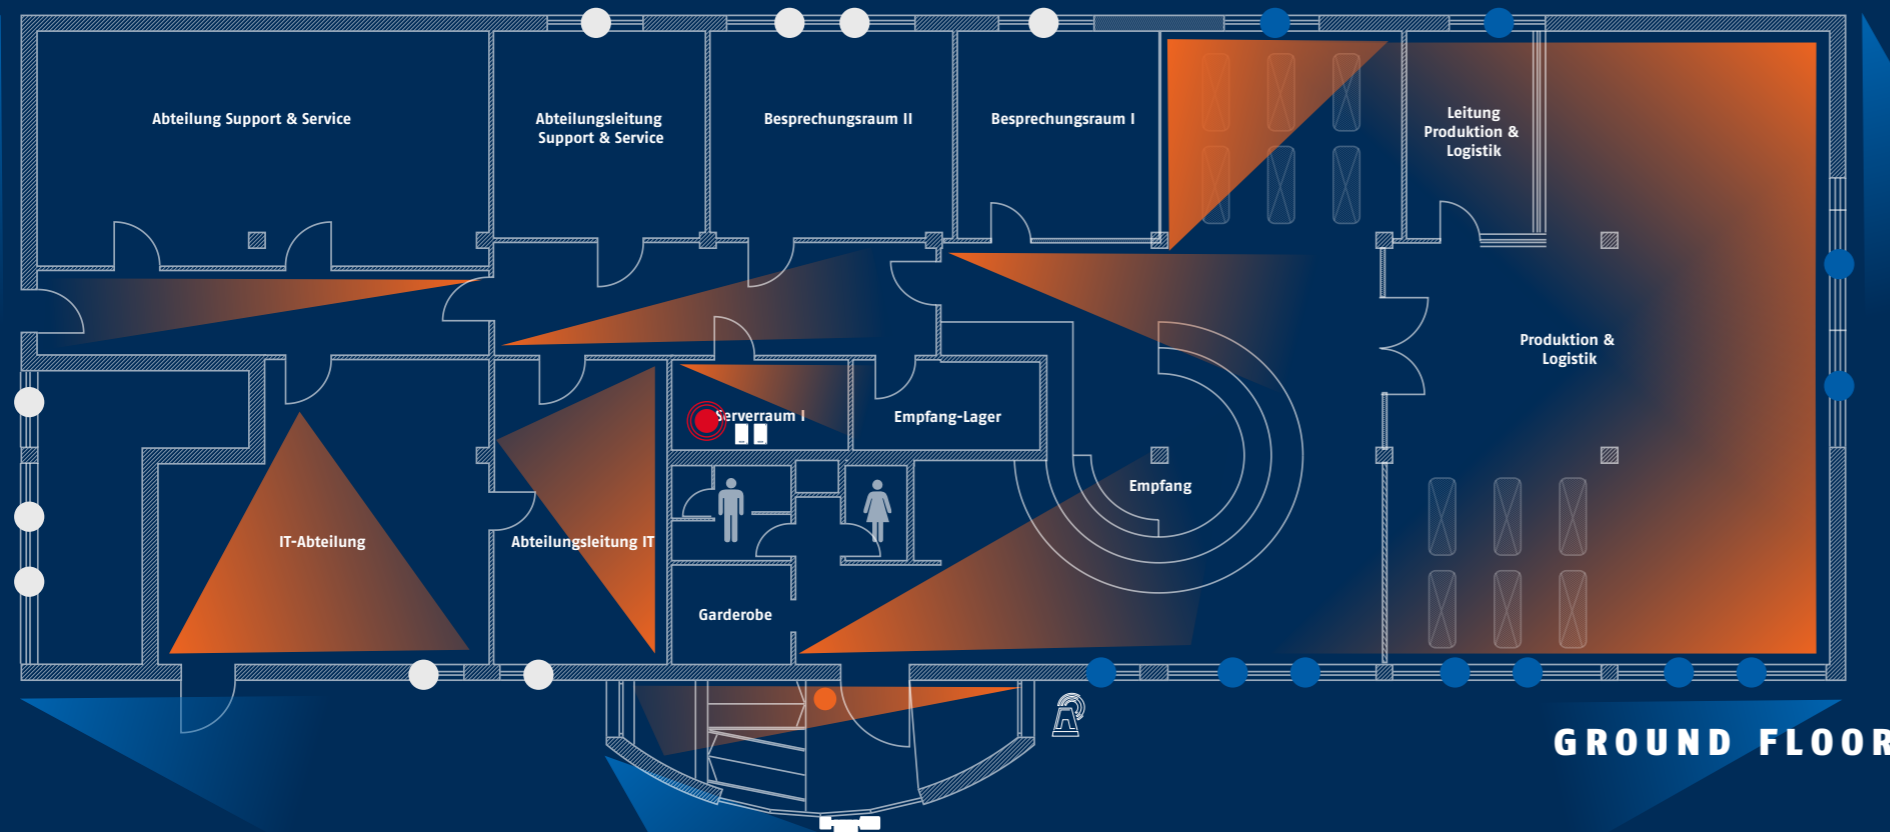 Abteilung Support & Service
Abteilungsleitung
Support & Service
Besprechungsraum II
Besprechungsraum I
Leitung
Produktion &
Logistik
Produktion &
Logistik
Serverraum I
Empfang-Lager
Empfang
IT-Abteilung
Abteilungsleitung IT
Garderobe
GROUND FLOOR